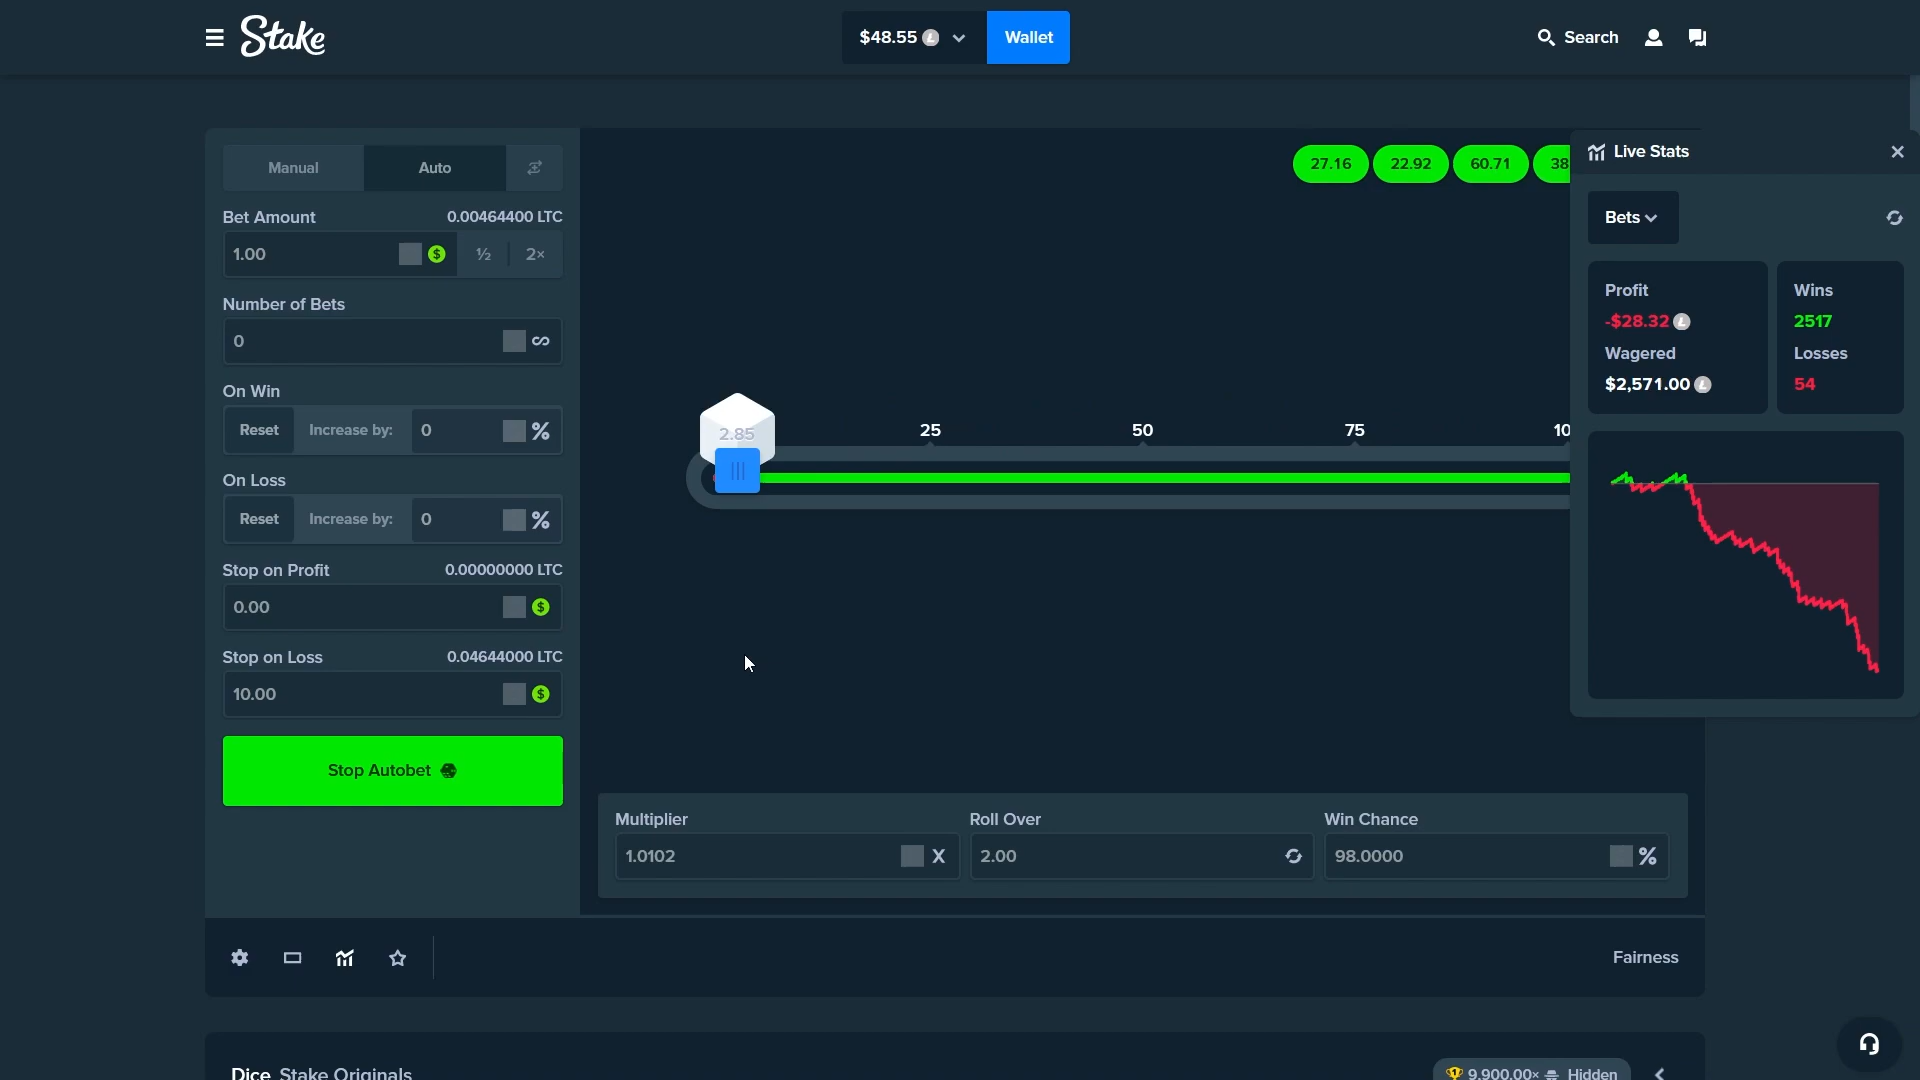 Stake
$48.55
Wallet
Search
Manual
Auto
27.16
22.92
60.71
38
Live Stats
Bet Amount
0.00464400 LTC
1.00
½
2×
Bets
Number of Bets
0
Profit
-$28.32
Wagered
$2,571.00
Wins
2517
Losses
54
On Win
Reset
Increase by:
0
%
2.85
25
50
75
10
On Loss
Reset
Increase by:
0
%
Stop on Profit
0.00000000 LTC
0.00
Stop on Loss
0.04644000 LTC
10.00
Stop Autobet
Multiplier
Roll Over
Win Chance
1.0102
X
2.00
98.0000
%
Fairness
Dice Stake Originals
9,900.00× Hidden